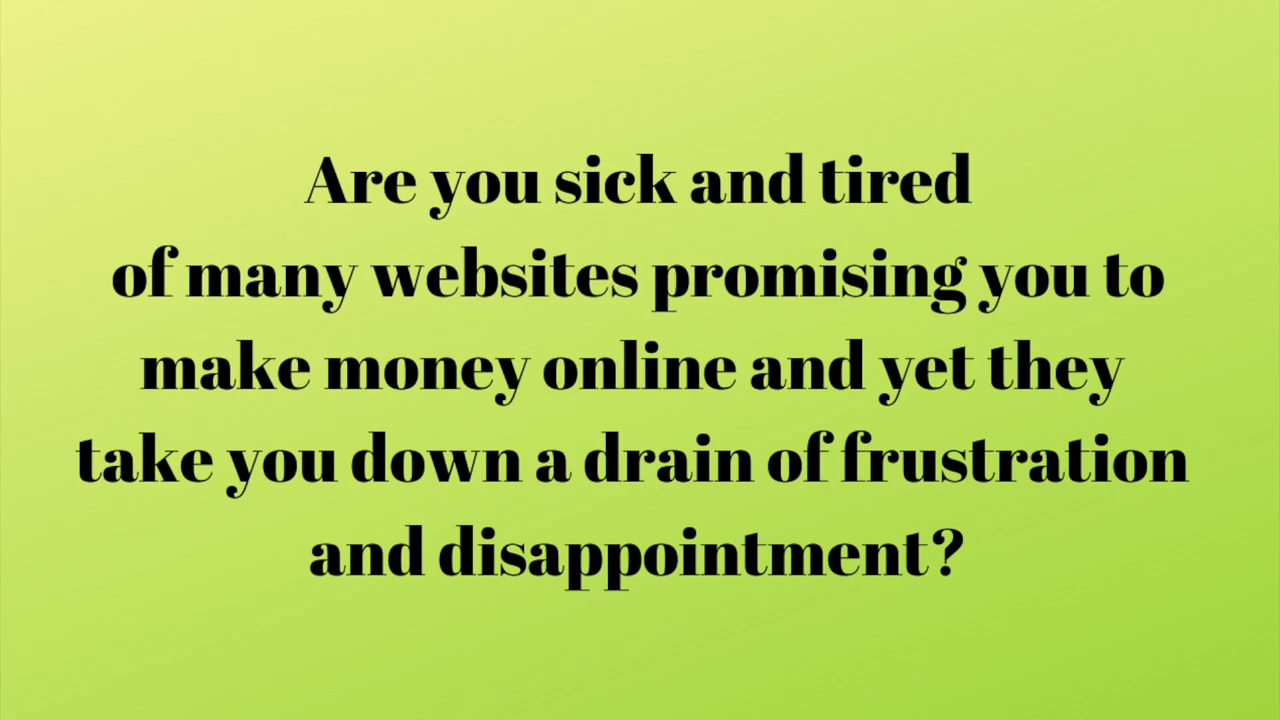 Are you sick and tired
of many websites promising you to
make money online and yet they
take you down a drain of frustration
and disappointment?